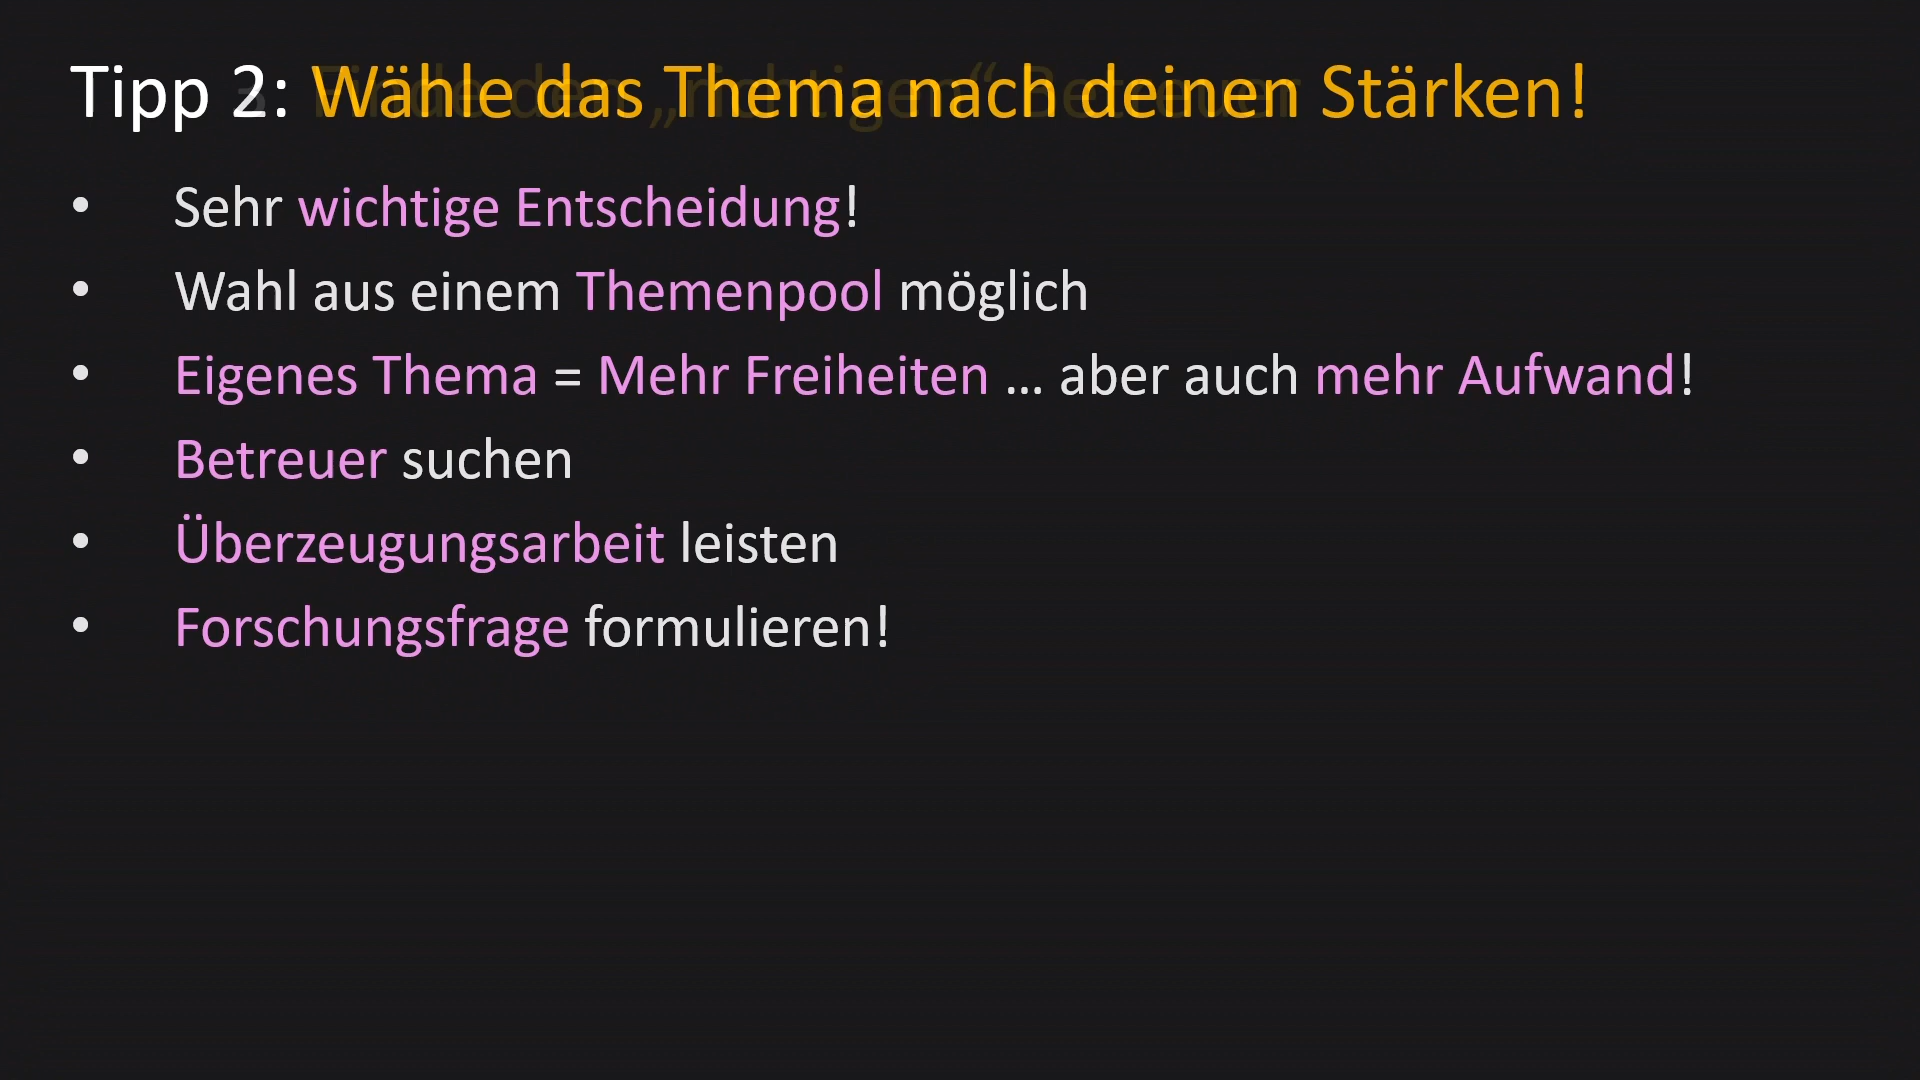 Tipp 2: Wähle das Thema nach deinen Stärken!
• Sehr wichtige Entscheidung!
• Wahl aus einem Themenpool möglich
• Eigenes Thema = Mehr Freiheiten ... aber auch mehr Aufwand!
• Betreuer suchen
• Überzeugungsarbeit leisten
• Forschungsfrage formulieren!